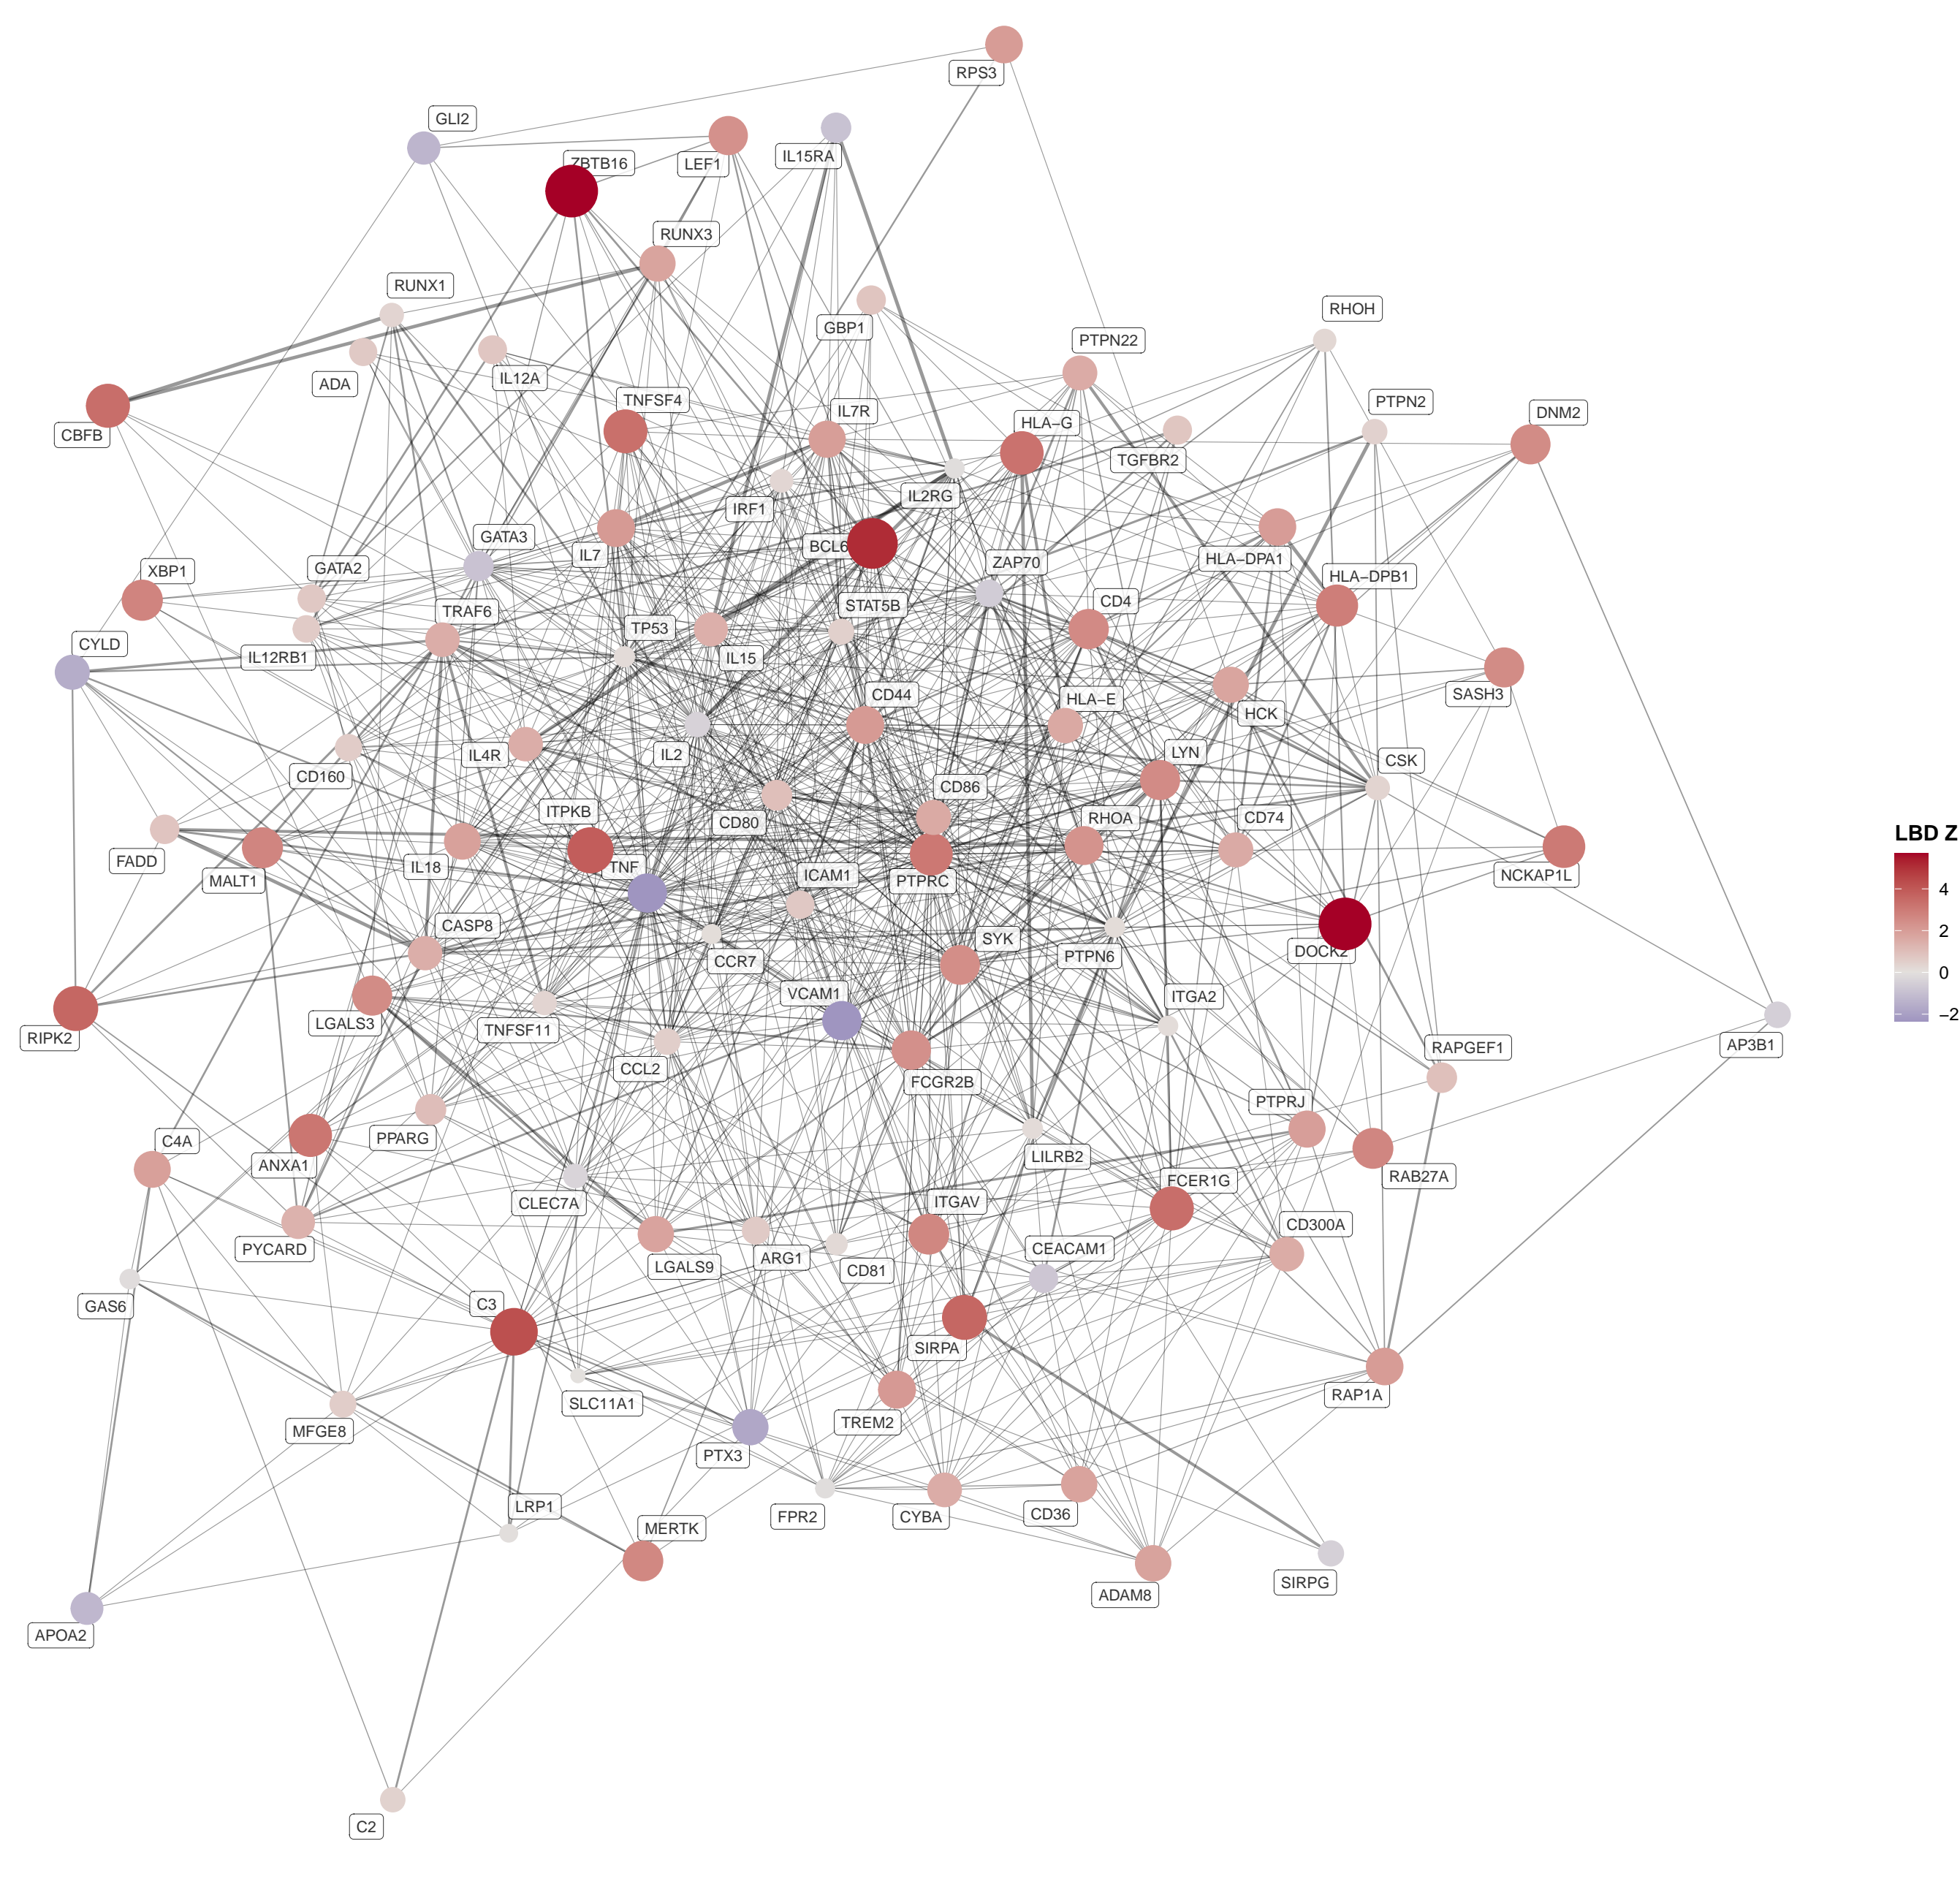 RPS3
GLI2
ZBTB16
LEF1
IL15RA
RUNX3
RUNX1
GBP1
RHOH
ADA
IL12A
PTPN22
CBFB
TNFSF4
IL7R
HLA−G
PTPN2
DNM2
TGFBR2
IL2RG
IRF1
GATA3
IL7
BCL6
ZAP70
HLA−DPA1
XBP1
GATA2
HLA−DPB1
TRAF6
STAT5B
CD4
CYLD
TP53
IL12RB1
IL15
CD44
HLA−E
SASH3
HCK
IL4R
IL2
LYN
CSK
CD160
CD86
ITPKB
CD80
RHOA
CD74
LBD Z
FADD
MALT1
IL18
TNF
ICAM1
PTPRC
NCKAP1L
4
CASP8
SYK
2
CCR7
PTPN6
DOCK2
0
VCAM1
ITGA2
−2
LGALS3
TNFSF11
RIPK2
CCL2
FCGR2B
RAPGEF1
AP3B1
PTPRJ
C4A
PPARG
ANXA1
LILRB2
RAB27A
CLEC7A
ITGAV
FCER1G
CD300A
PYCARD
LGALS9
ARG1
CD81
CEACAM1
GAS6
C3
SIRPA
SLC11A1
RAP1A
MFGE8
PTX3
TREM2
LRP1
MERTK
FPR2
CYBA
CD36
SIRPG
ADAM8
APOA2
C2